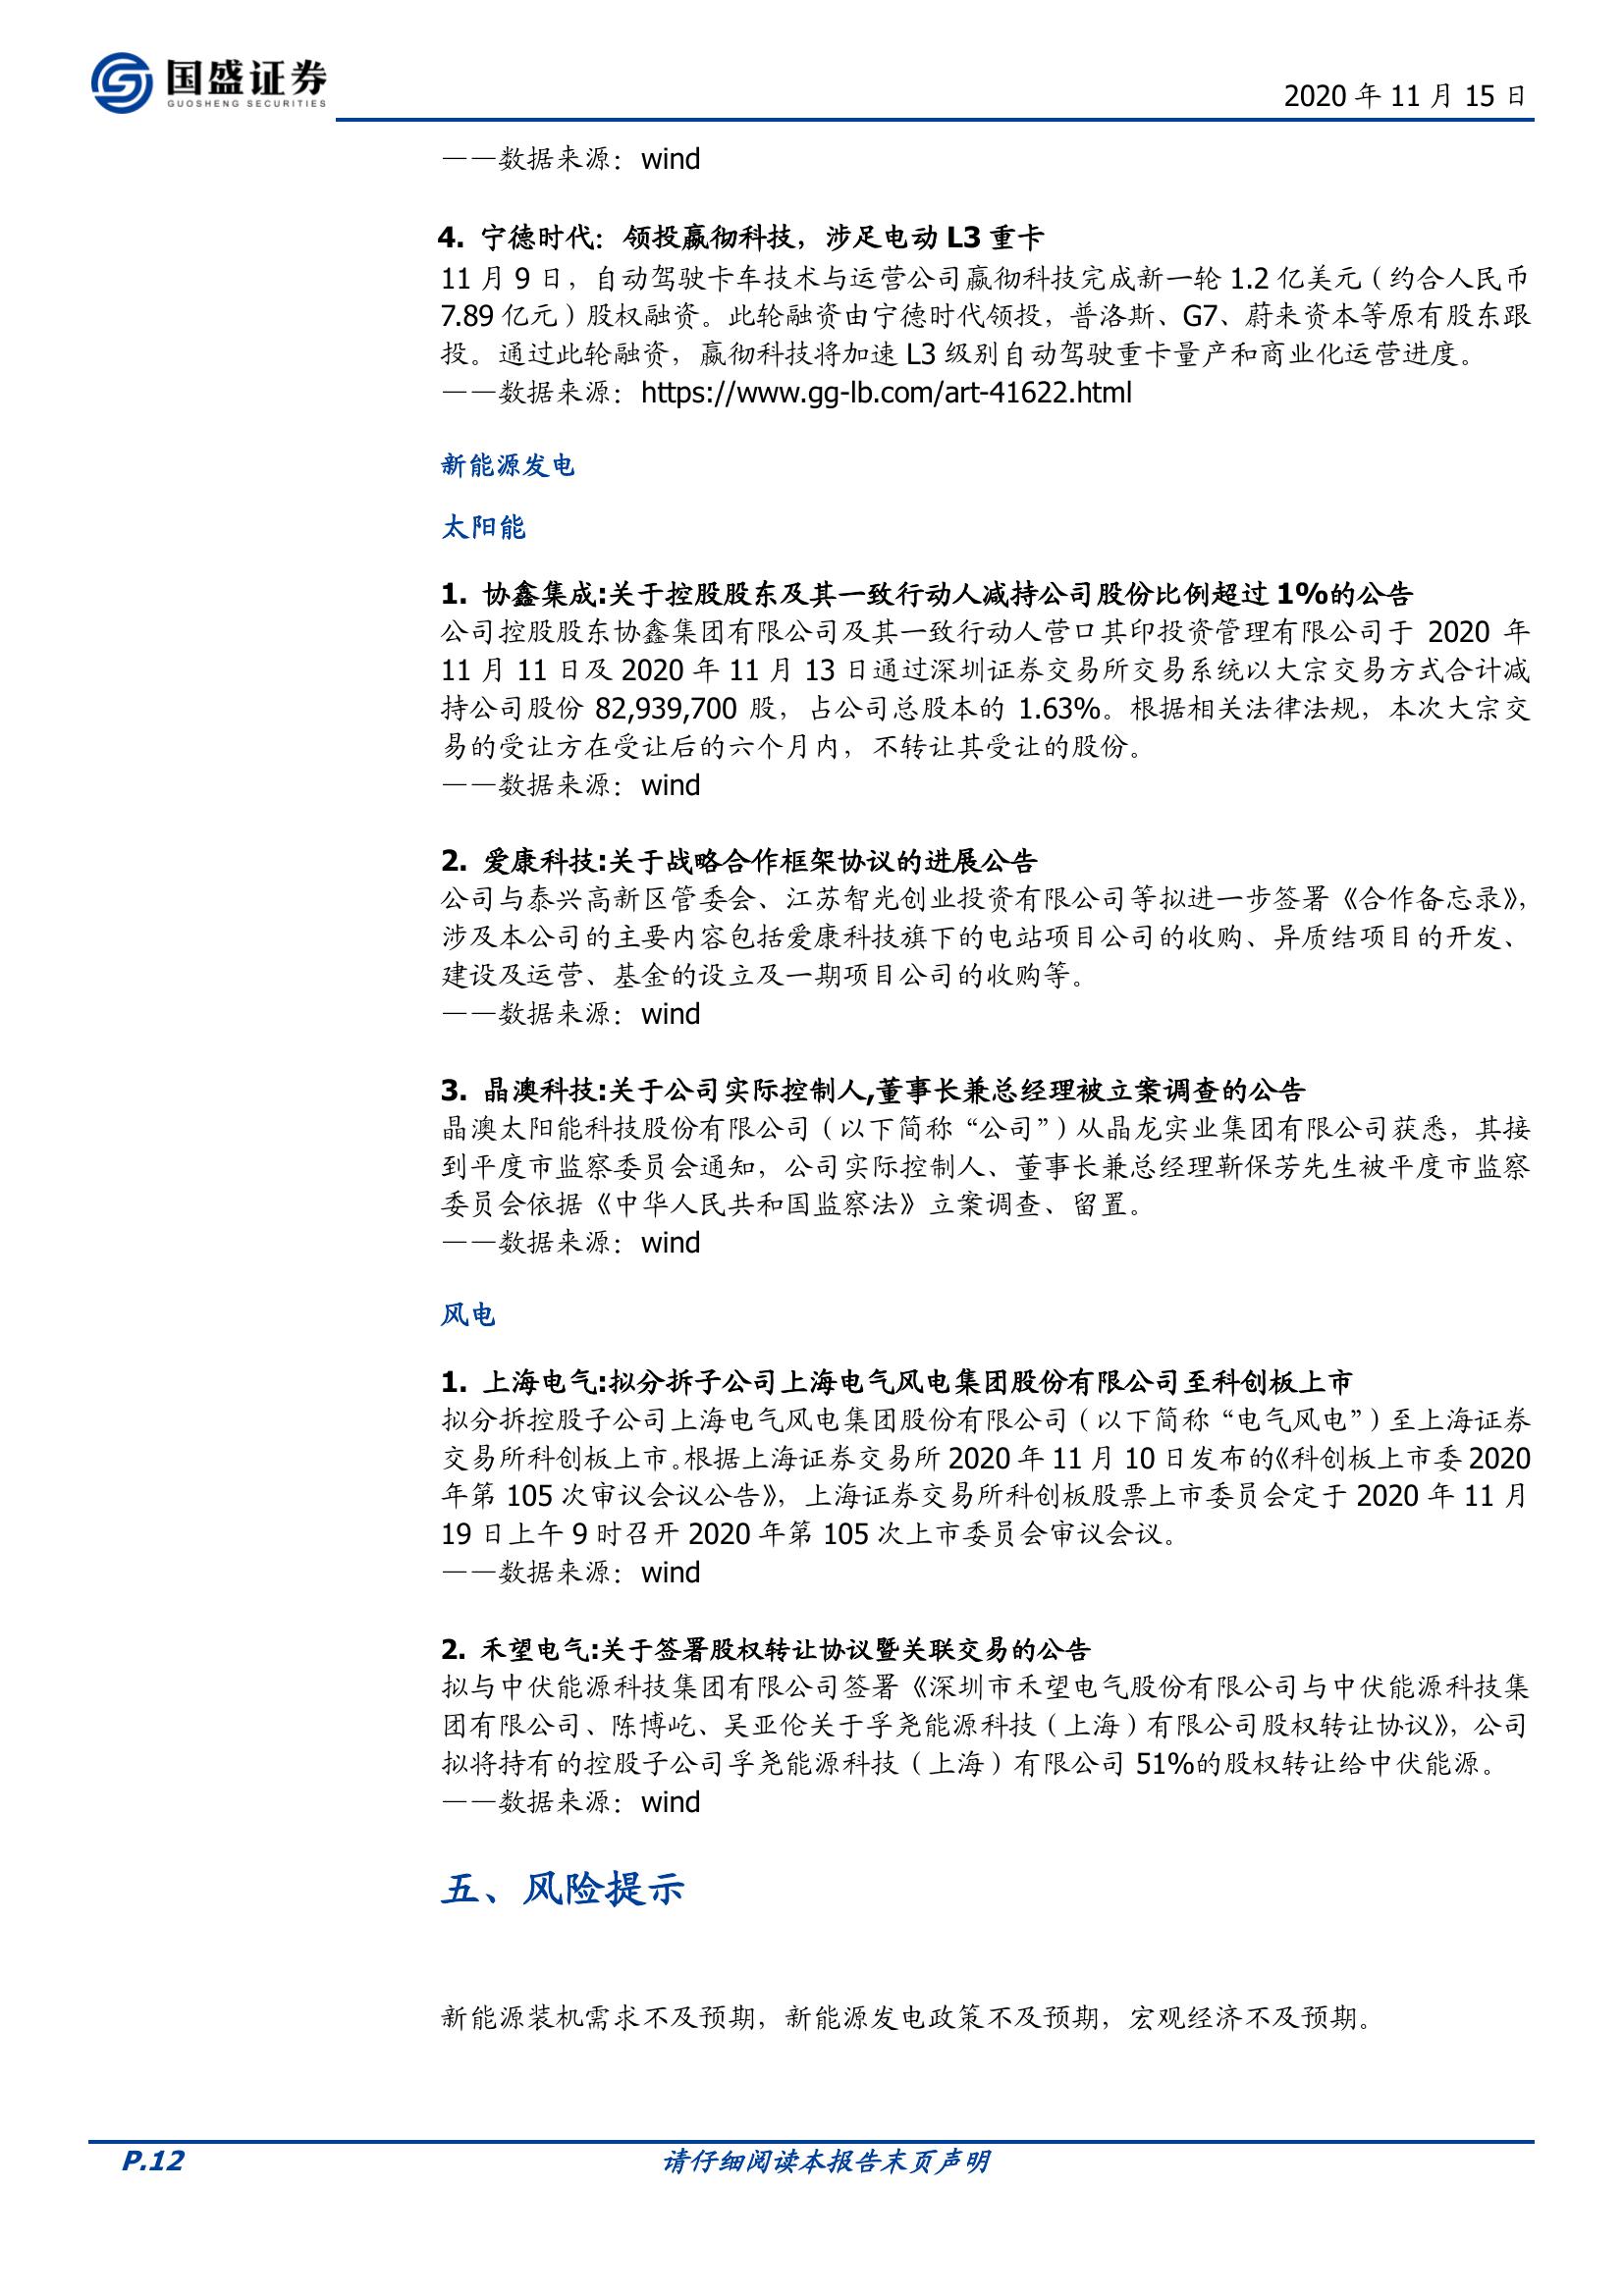 国盛证券
GUOSHENG SECURITIES
2020 年 11 月 15 日
——数据来源：wind
4. 宁德时代：领投嬴彻科技，涉足电动 L3 重卡
11 月 9 日，自动驾驶卡车技术与运营公司嬴彻科技完成新一轮 1.2 亿美元（约合人民币
7.89 亿元）股权融资。此轮融资由宁德时代领投，普洛斯、G7、蔚来资本等原有股东跟
投。通过此轮融资，嬴彻科技将加速 L3 级别自动驾驶重卡量产和商业化运营进度。
——数据来源：https://www.gg-lb.com/art-41622.html
新能源发电
太阳能
1. 协鑫集成:关于控股股东及其一致行动人减持公司股份比例超过 1%的公告
公司控股股东协鑫集团有限公司及其一致行动人营口其印投资管理有限公司于 2020 年
11 月 11 日及 2020 年 11 月 13 日通过深圳证券交易所交易系统以大宗交易方式合计减
持公司股份 82,939,700 股，占公司总股本的 1.63%。根据相关法律法规，本次大宗交
易的受让方在受让后的六个月内，不转让其受让的股份。
——数据来源：wind
2. 爱康科技:关于战略合作框架协议的进展公告
公司与泰兴高新区管委会、江苏智光创业投资有限公司等拟进一步签署《合作备忘录》，
涉及本公司的主要内容包括爱康科技旗下的电站项目公司的收购、异质结项目的开发、
建设及运营、基金的设立及一期项目公司的收购等。
——数据来源：wind
3. 晶澳科技:关于公司实际控制人,董事长兼总经理被立案调查的公告
晶澳太阳能科技股份有限公司（以下简称“公司”）从晶龙实业集团有限公司获悉，其接
到平度市监察委员会通知，公司实际控制人、董事长兼总经理靳保芳先生被平度市监察
委员会依据《中华人民共和国监察法》立案调查、留置。
——数据来源：wind
风电
1. 上海电气:拟分拆子公司上海电气风电集团股份有限公司至科创板上市
拟分拆控股子公司上海电气风电集团股份有限公司（以下简称“电气风电”）至上海证券
交易所科创板上市。根据上海证券交易所 2020 年 11 月 10 日发布的《科创板上市委 2020
年第 105 次审议会议公告》，上海证券交易所科创板股票上市委员会定于 2020 年 11 月
19 日上午 9 时召开 2020 年第 105 次上市委员会审议会议。
——数据来源：wind
2. 禾望电气:关于签署股权转让协议暨关联交易的公告
拟与中伏能源科技集团有限公司签署《深圳市禾望电气股份有限公司与中伏能源科技集
团有限公司、陈博屹、吴亚伦关于孚尧能源科技（上海）有限公司股权转让协议》，公司
拟将持有的控股子公司孚尧能源科技（上海）有限公司 51%的股权转让给中伏能源。
——数据来源：wind
五、风险提示
新能源装机需求不及预期，新能源发电政策不及预期，宏观经济不及预期。
P.12
请仔细阅读本报告末页声明